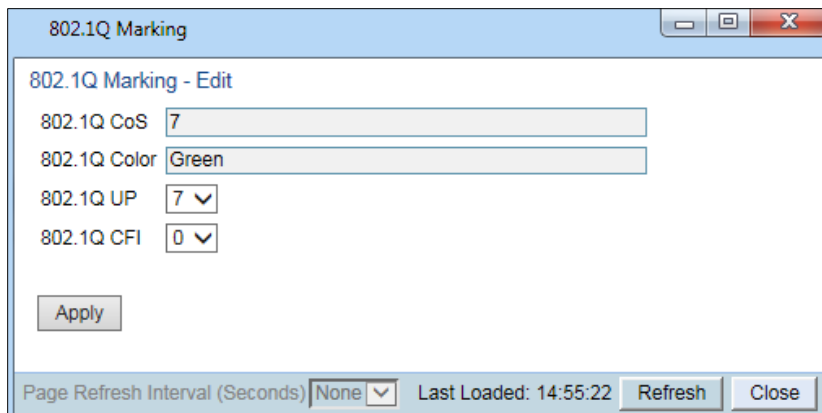 802.1Q Marking
802.1Q Marking - Edit
802.1Q CoS 7
802.1Q Color Green
802.1Q UP 7
802.1Q CFI 0
Apply
Page Refresh Interval (Seconds) None Last Loaded: 14:55:22 Refresh Close